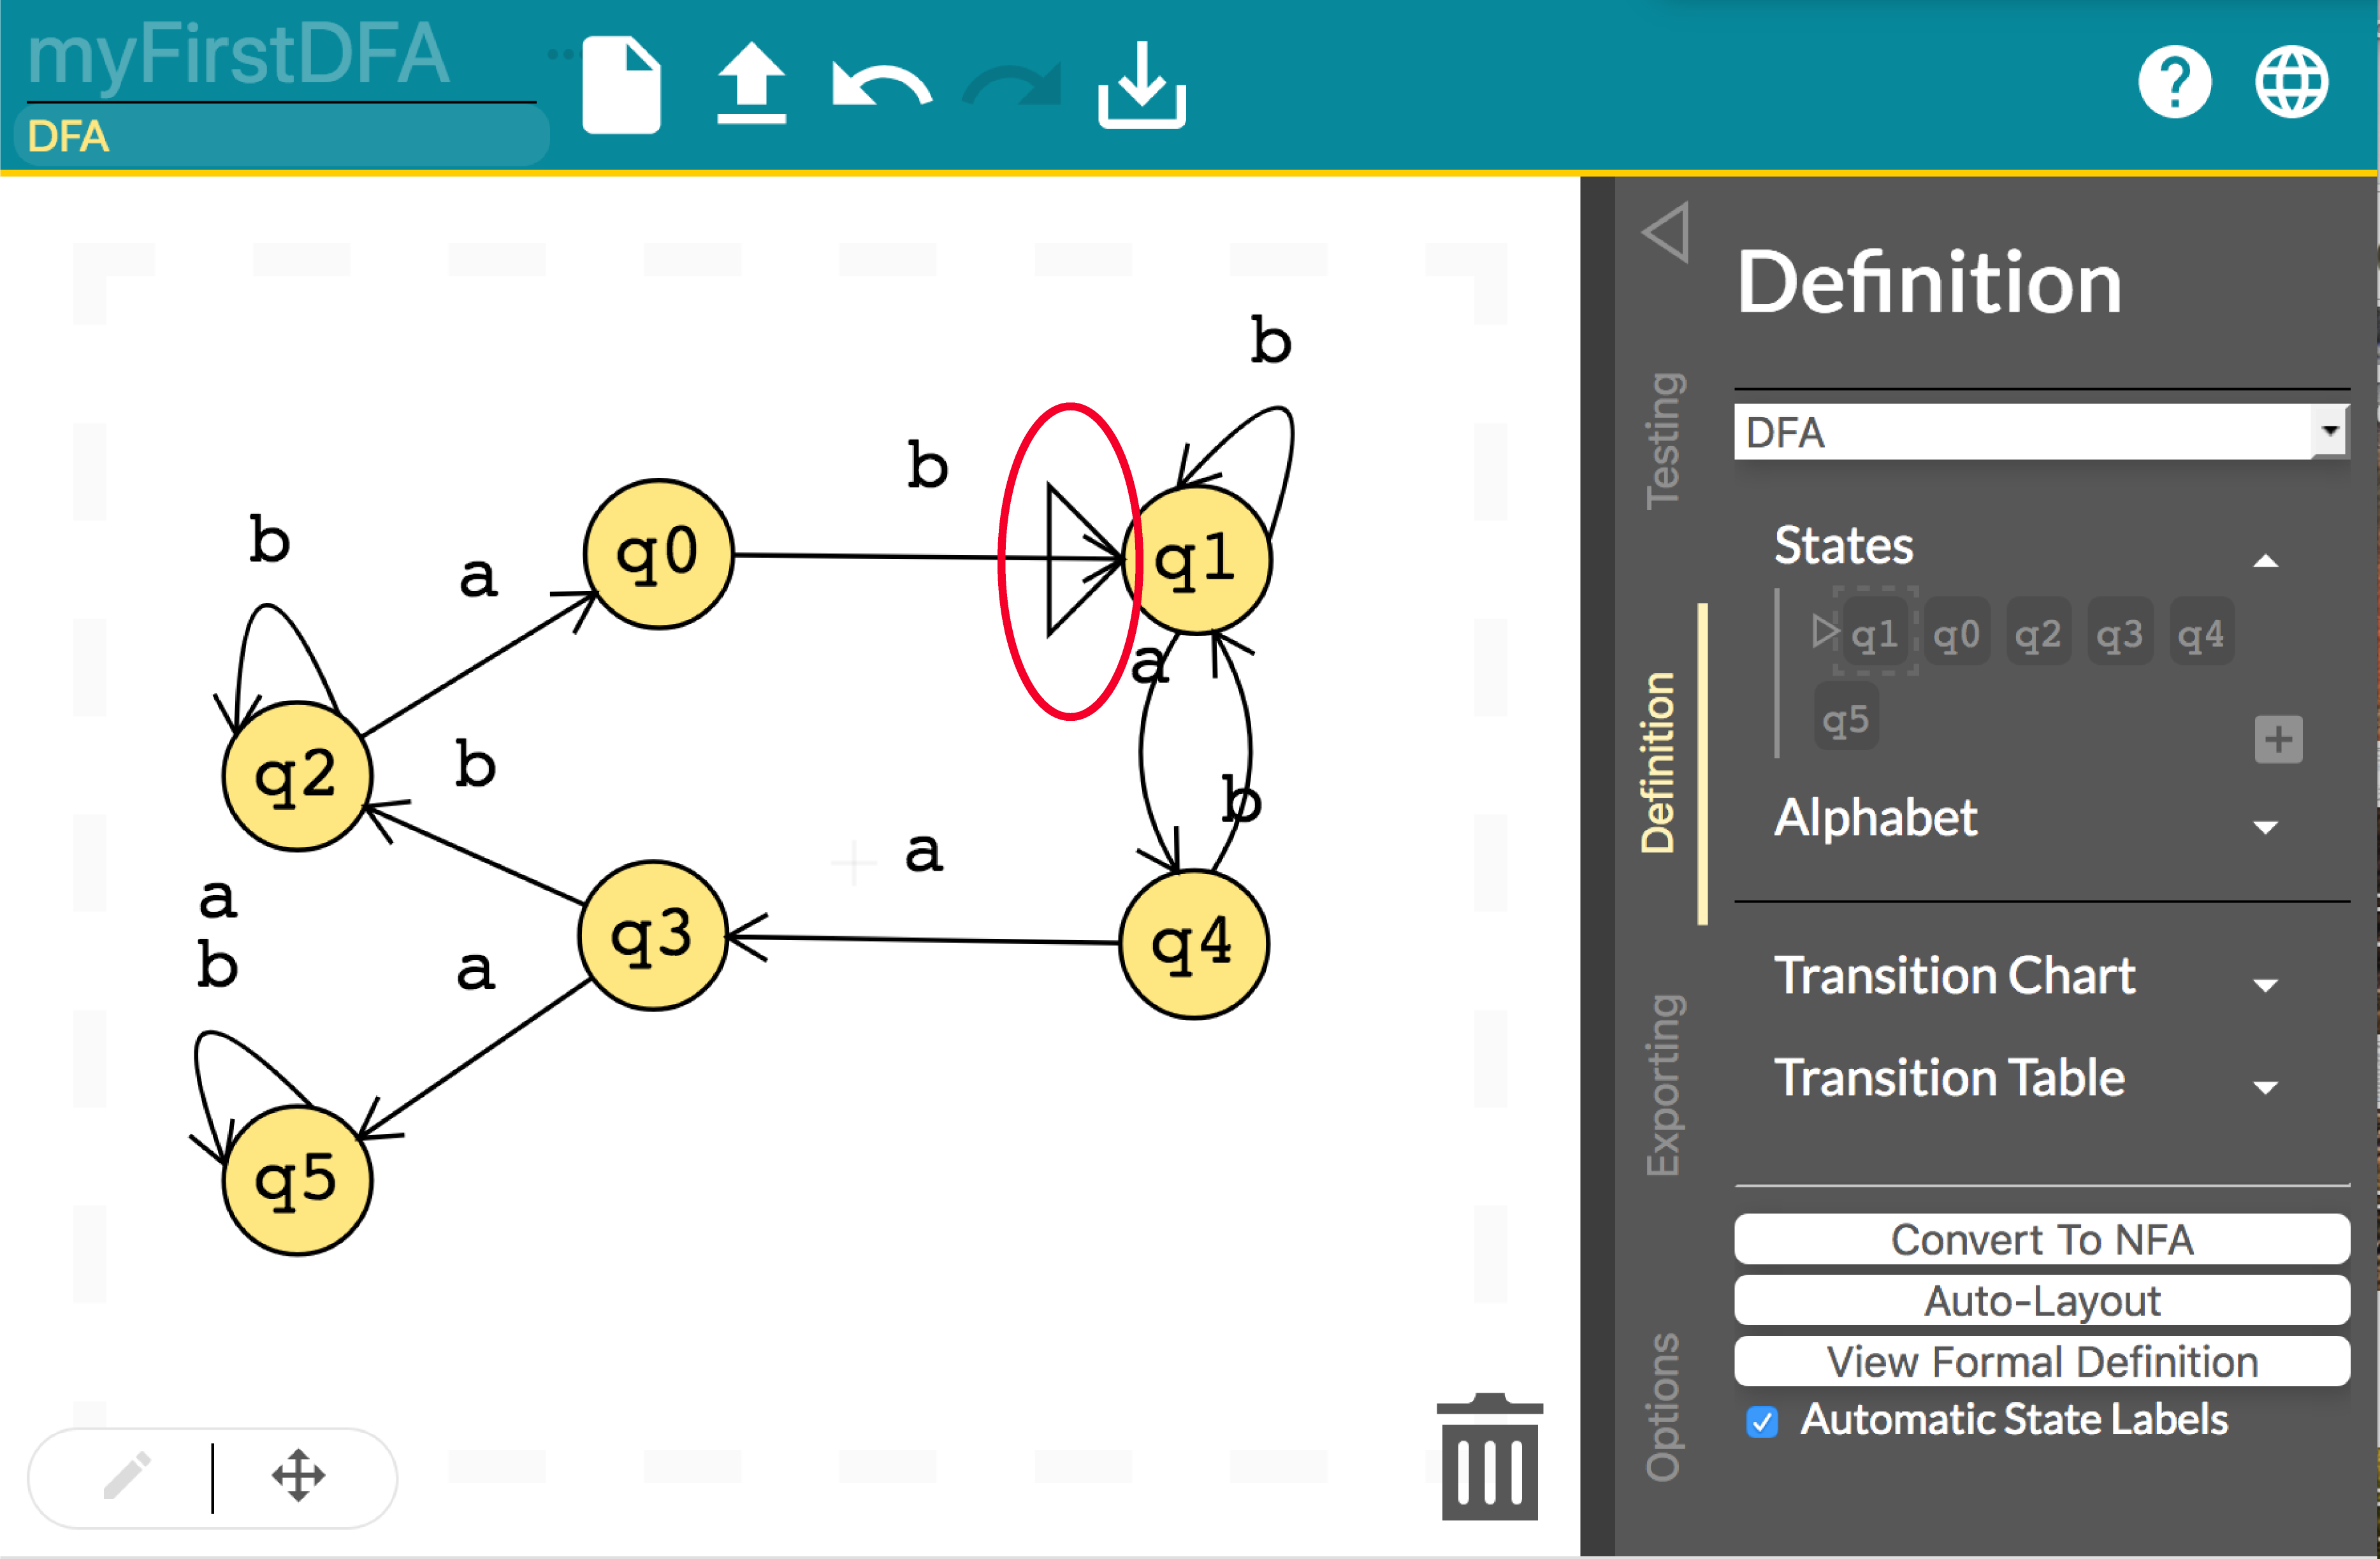 myFirstDFA
DFA
?
Definition
DFA
States
q1 q0 q2 q3 q4
q5
Alphabet
Transition Chart
Transition Table
Convert To NFA
Auto-Layout
View Formal Definition
Automatic State Labels
Testing
Definition
Exporting
Options
b
b
b
a
q0
q1
a
q2
b
b
a
a
b
q3
q4
a
q5